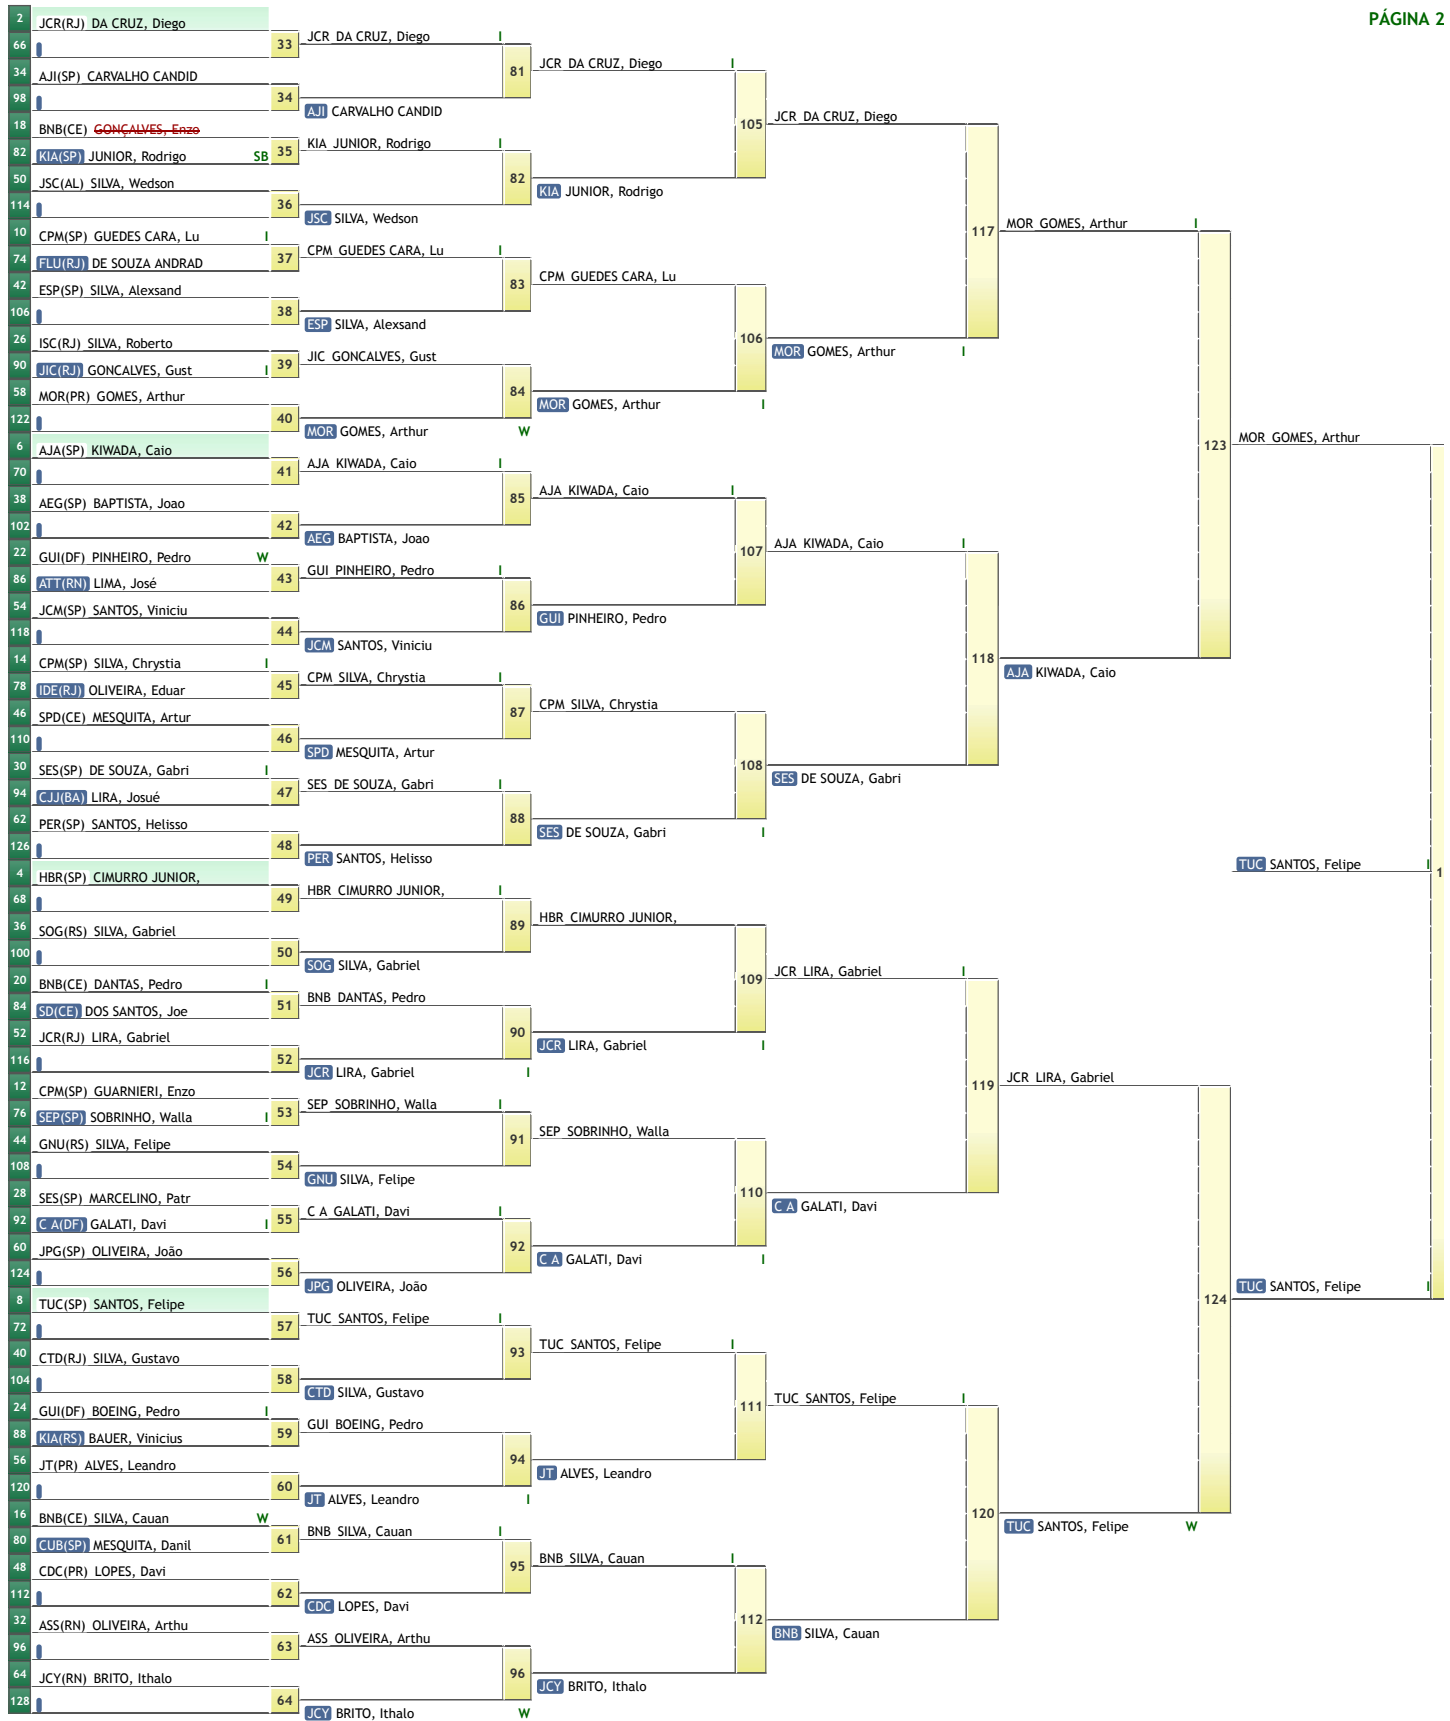 PÁGINA 2
2 JCR(RJ) DA CRUZ, Diego
66
33 JCR DA CRUZ, Diego I
34 AJI(SP) CARVALHO CANDID
98
34 AJI CARVALHO CANDID
81 JCR DA CRUZ, Diego I
18 BNB(CE) GONÇALVES, Enzo
82 KIA(SP) JUNIOR, Rodrigo SB
35 KIA JUNIOR, Rodrigo I
50 JSC(AL) SILVA, Wedson
114
36 JSC SILVA, Wedson
82 KIA JUNIOR, Rodrigo
105 JCR DA CRUZ, Diego
10 CPM(SP) GUEDES CARA, Lu I
74 FLU(RJ) DE SOUZA ANDRAD
37 CPM GUEDES CARA, Lu I
42 ESP(SP) SILVA, Alexsand
106
38 ESP SILVA, Alexsand
83 CPM GUEDES CARA, Lu
26 ISC(RJ) SILVA, Roberto
90 JIC(RJ) GONCALVES, Gust I
39 JIC GONCALVES, Gust
58 MOR(PR) GOMES, Arthur
122
40 MOR GOMES, Arthur W
84 MOR GOMES, Arthur I
106 MOR GOMES, Arthur I
117 MOR GOMES, Arthur I
6 AJA(SP) KIWADA, Caio
70
41 AJA KIWADA, Caio I
38 AEG(SP) BAPTISTA, Joao
102
42 AEG BAPTISTA, Joao
85 AJA KIWADA, Caio I
22 GUI(DF) PINHEIRO, Pedro W
86 ATT(RN) LIMA, José
43 GUI PINHEIRO, Pedro I
54 JCM(SP) SANTOS, Viniciu
118
44 JCM SANTOS, Viniciu
86 GUI PINHEIRO, Pedro
107 AJA KIWADA, Caio I
14 CPM(SP) SILVA, Chrystia I
78 IDE(RJ) OLIVEIRA, Eduar
45 CPM SILVA, Chrystia I
46 SPD(CE) MESQUITA, Artur
110
46 SPD MESQUITA, Artur
87 CPM SILVA, Chrystia
30 SES(SP) DE SOUZA, Gabri I
94 CJJ(BA) LIRA, Josué
47 SES DE SOUZA, Gabri I
62 PER(SP) SANTOS, Helisso
126
48 PER SANTOS, Helisso
88 SES DE SOUZA, Gabri I
108 SES DE SOUZA, Gabri
118 AJA KIWADA, Caio
123 MOR GOMES, Arthur
TUC SANTOS, Felipe I
1
4 HBR(SP) CIMURRO JUNIOR,
68
49 HBR CIMURRO JUNIOR, I
36 SOG(RS) SILVA, Gabriel
100
50 SOG SILVA, Gabriel
89 HBR CIMURRO JUNIOR,
20 BNB(CE) DANTAS, Pedro I
84 SD(CE) DOS SANTOS, Joe
51 BNB DANTAS, Pedro
52 JCR(RJ) LIRA, Gabriel
116
52 JCR LIRA, Gabriel I
90 JCR LIRA, Gabriel I
109 JCR LIRA, Gabriel I
12 CPM(SP) GUARNIERI, Enzo
76 SEP(SP) SOBRINHO, Walla I
53 SEP SOBRINHO, Walla I
44 GNU(RS) SILVA, Felipe
108
54 GNU SILVA, Felipe
91 SEP SOBRINHO, Walla
28 SES(SP) MARCELINO, Patr
92 C A(DF) GALATI, Davi I
55 C A GALATI, Davi I
60 JPG(SP) OLIVEIRA, João
124
56 JPG OLIVEIRA, João
92 C A GALATI, Davi I
110 C A GALATI, Davi
119 JCR LIRA, Gabriel
8 TUC(SP) SANTOS, Felipe
72
57 TUC SANTOS, Felipe I
40 CTD(RJ) SILVA, Gustavo
104
58 CTD SILVA, Gustavo
93 TUC SANTOS, Felipe I
24 GUI(DF) BOEING, Pedro I
88 KIA(RS) BAUER, Vinicius
59 GUI BOEING, Pedro
56 JT(PR) ALVES, Leandro
120
60 JT ALVES, Leandro I
94 JT ALVES, Leandro
111 TUC SANTOS, Felipe I
16 BNB(CE) SILVA, Cauan W
80 CUB(SP) MESQUITA, Danil
61 BNB SILVA, Cauan I
48 CDC(PR) LOPES, Davi
112
62 CDC LOPES, Davi
95 BNB SILVA, Cauan I
32 ASS(RN) OLIVEIRA, Arthu
96
63 ASS OLIVEIRA, Arthu
64 JCY(RN) BRITO, Ithalo
128
64 JCY BRITO, Ithalo W
96 JCY BRITO, Ithalo
112 BNB SILVA, Cauan
120 TUC SANTOS, Felipe W
124 TUC SANTOS, Felipe I